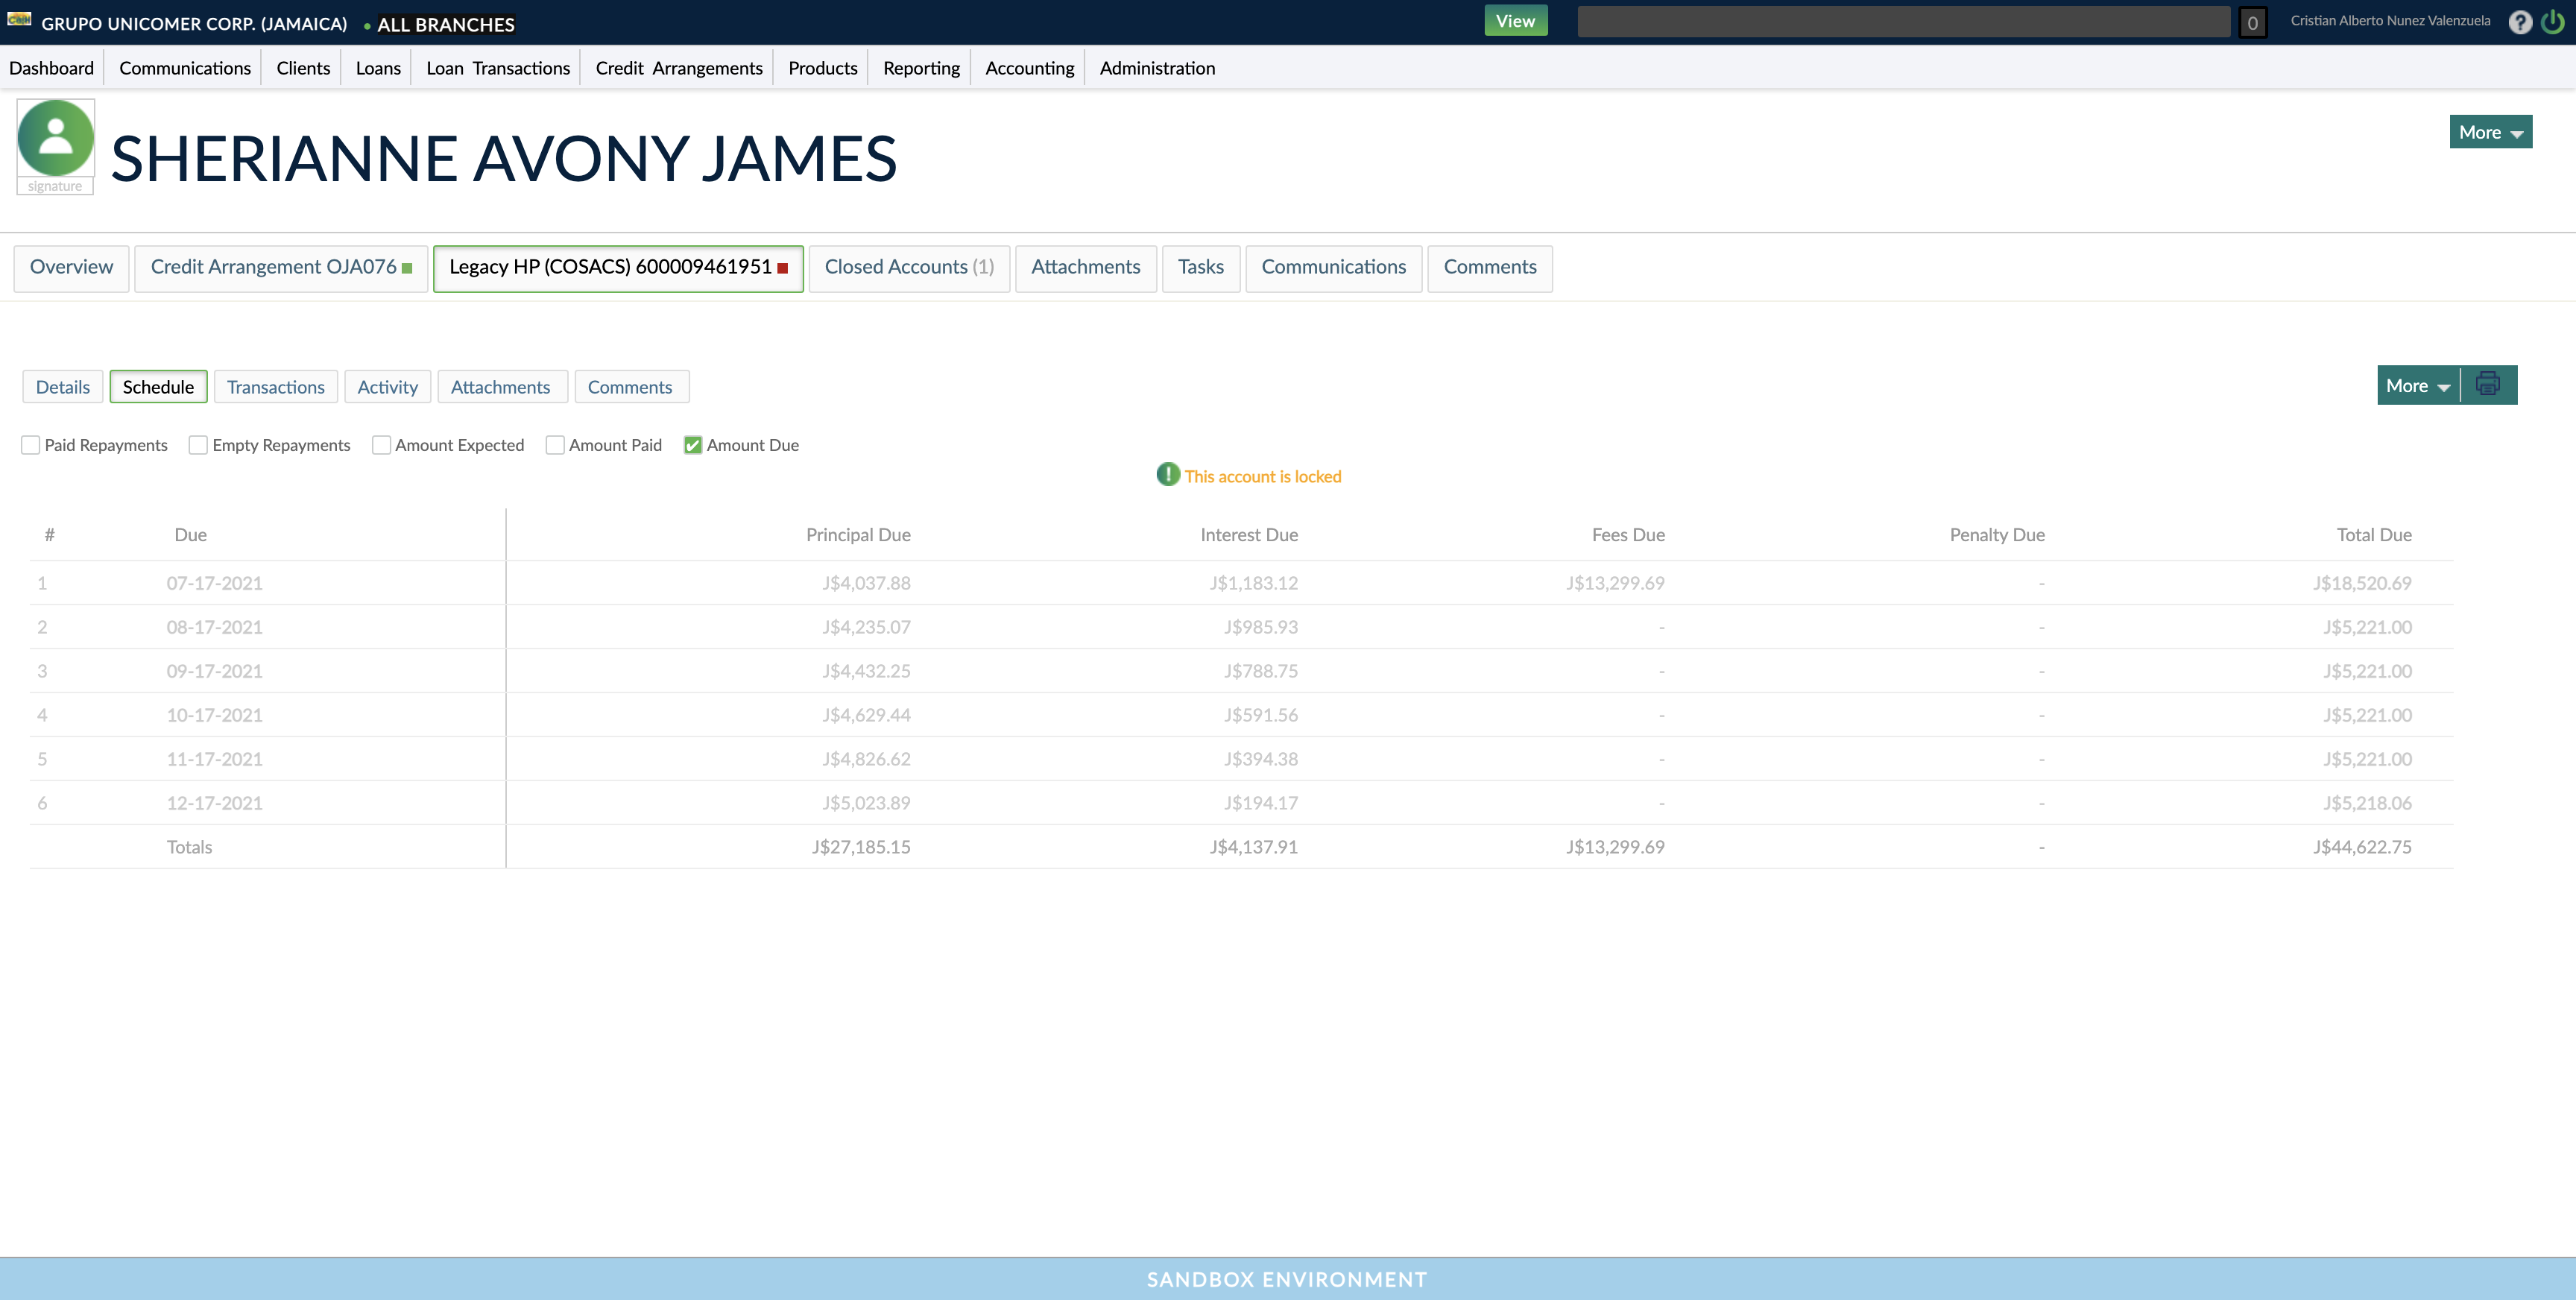 GRUPO UNICOMER CORP. (JAMAICA) • ALL BRANCHES View 0 Cristian Alberto Nunez Valenzuela ?
Dashboard Communications Clients Loans Loan Transactions Credit Arrangements Products Reporting Accounting Administration
SHERIANNE AVONY JAMES More
signature
Overview Credit Arrangement OJA076 Legacy HP (COSACS) 600009461951 Closed Accounts (1) Attachments Tasks Communications Comments
Details Schedule Transactions Activity Attachments Comments More
Paid Repayments Empty Repayments Amount Expected Amount Paid Amount Due
! This account is locked
# Due Principal Due Interest Due Fees Due Penalty Due Total Due
1 07-17-2021 J$4,037.88 J$1,183.12 J$13,299.69 - J$18,520.69
2 08-17-2021 J$4,235.07 J$985.93 - - J$5,221.00
3 09-17-2021 J$4,432.25 J$788.75 - - J$5,221.00
4 10-17-2021 J$4,629.44 J$591.56 - - J$5,221.00
5 11-17-2021 J$4,826.62 J$394.38 - - J$5,221.00
6 12-17-2021 J$5,023.89 J$194.17 - - J$5,218.06
Totals J$27,185.15 J$4,137.91 J$13,299.69 - J$44,622.75
SANDBOX ENVIRONMENT